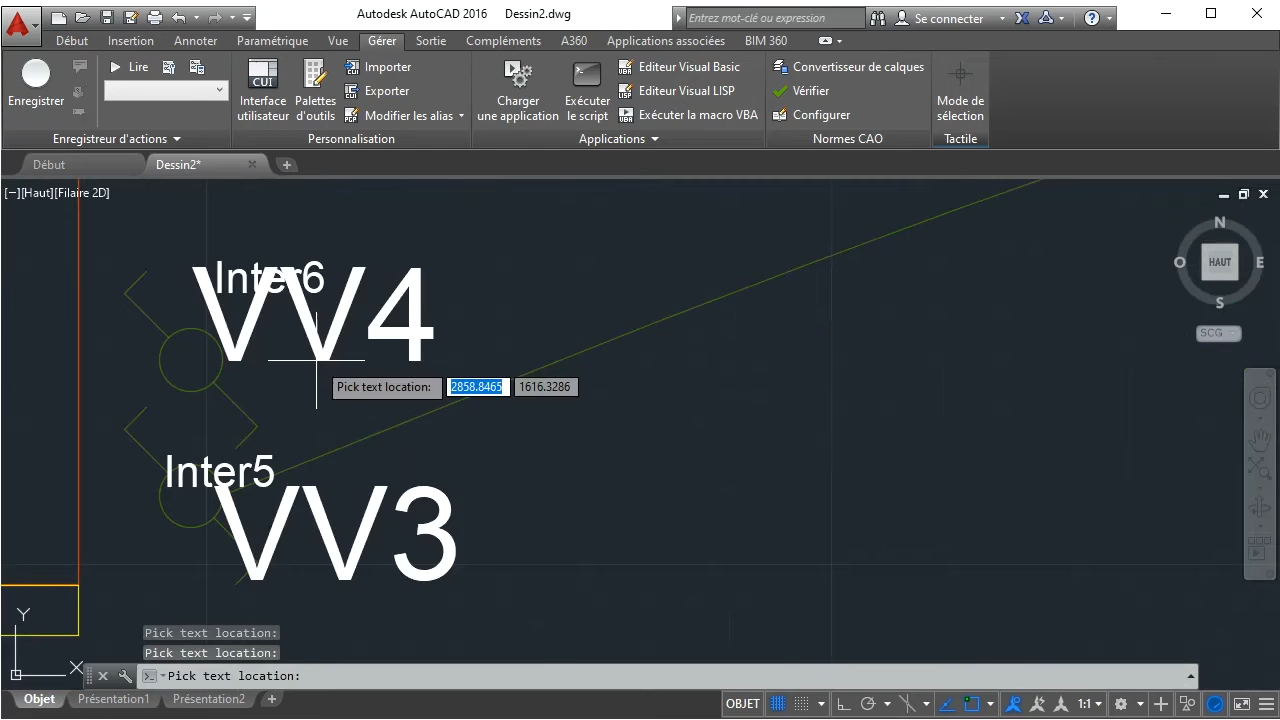 Autodesk AutoCAD 2016 Dessin2.dwg
Entrez mot-clé ou expression
Se connecter
Début Insertion Annoter Paramétrique Vue Gérer Sortie Compléments A360 Applications associées BIM 360
Enregistrer
Lire
Enregistreur d'actions
CUI
Interface utilisateur
Palettes d'outils
Importer
Exporter
Modifier les alias
Personnalisation
Charger une application
Exécuter le script
Editeur Visual Basic
Editeur Visual LISP
Exécuter la macro VBA
Applications
Convertisseur de calques
Vérifier
Configurer
Normes CAO
Mode de sélection
Tactile
Début
Dessin2*
[−][Haut][Filaire 2D]
N
O HAUT E
S
SCG
Inter6
VV4
Pick text location: 2858.8465 1616.3286
Inter5
VV3
Y
X
Pick text location:
Pick text location:
Pick text location:
Objet Présentation1 Présentation2
OBJET
1:1